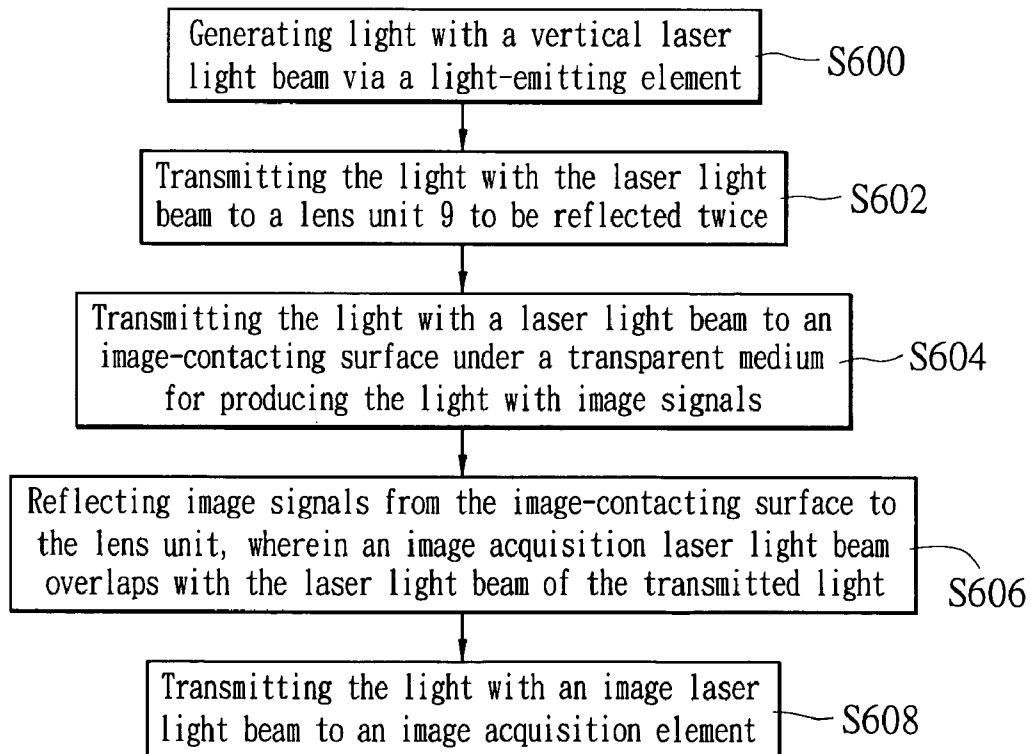 Generating light with a vertical laser
light beam via a light-emitting element
S600
Transmitting the light with the laser light
beam to a lens unit 9 to be reflected twice
S602
Transmitting the light with a laser light beam to an
image-contacting surface under a transparent medium
for producing the light with image signals
S604
Reflecting image signals from the image-contacting surface to
the lens unit, wherein an image acquisition laser light beam
overlaps with the laser light beam of the transmitted light
S606
Transmitting the light with an image laser
light beam to an image acquisition element
S608